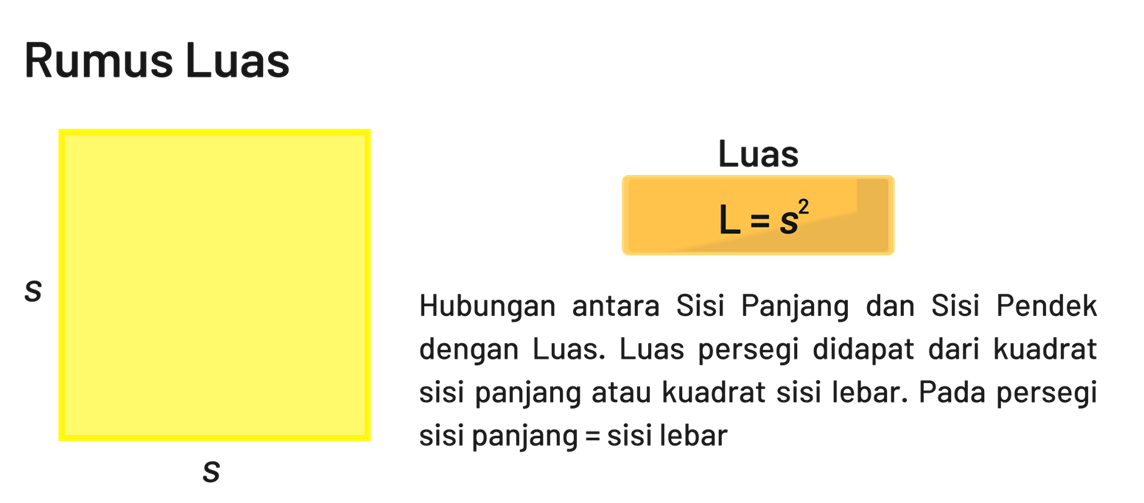 Rumus Luas
Luas
L = s²
s
Hubungan antara Sisi Panjang dan Sisi Pendek
dengan Luas. Luas persegi didapat dari kuadrat
sisi panjang atau kuadrat sisi lebar. Pada persegi
sisi panjang = sisi lebar
s